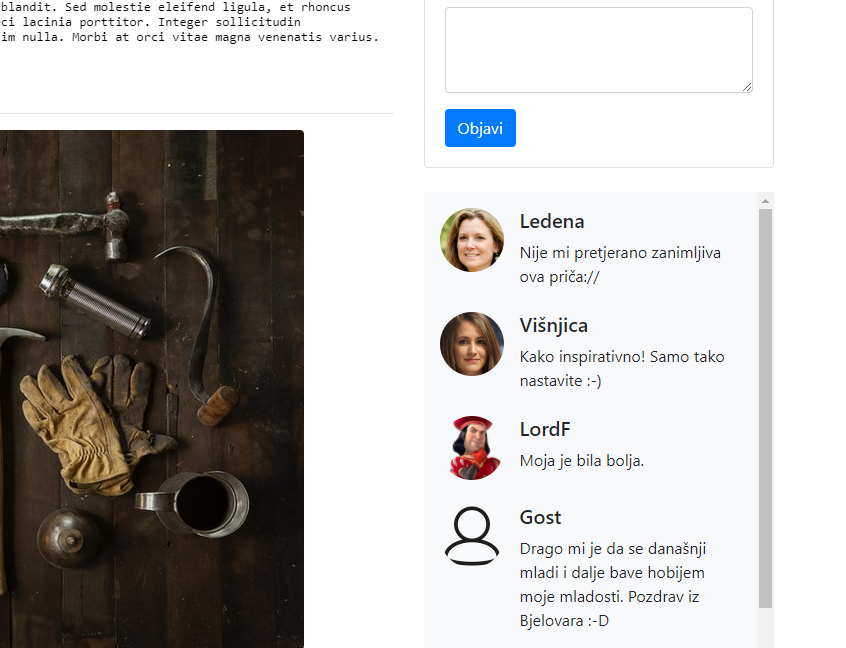 blandit. Sed molestie eleifend ligula, et rhoncus
ci lacinia porttitor. Integer sollicitudin
im nulla. Morbi at orci vitae magna venenatis varius.
Objavi
Ledena
Nije mi pretjerano zanimljiva
ova priča://
Višnjica
Kako inspirativno! Samo tako
nastavite :-)
LordF
Moja je bila bolja.
Gost
Drago mi je da se današnji
mladi i dalje bave hobijem
moje mladosti. Pozdrav iz
Bjelovara :-D